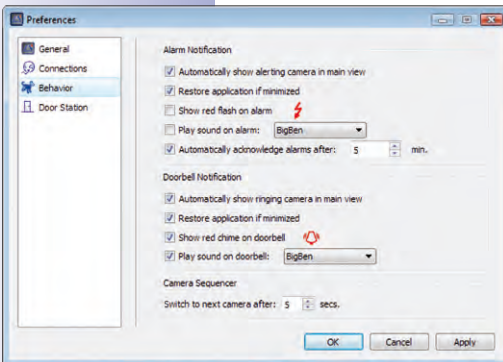 Preferences
General
Connections
Behavior
Door Station
Alarm Notification
Automatically show alerting camera in main view
Restore application if minimized
Show red flash on alarm
Play sound on alarm: BigBen
Automatically acknowledge alarms after: 5 min.
Doorbell Notification
Automatically show ringing camera in main view
Restore application if minimized
Show red chime on doorbell
Play sound on doorbell: BigBen
Camera Sequencer
Switch to next camera after: 5 secs.
OK Cancel Apply